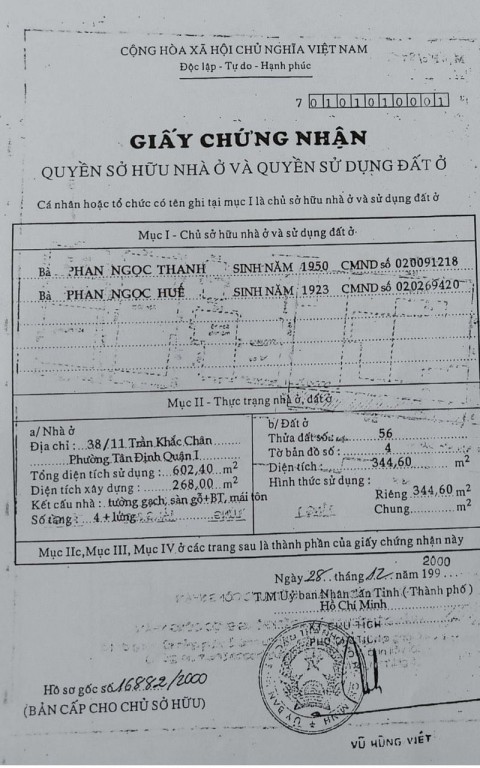 CỘNG HÒA XÃ HỘI CHỦ NGHĨA VIỆT NAM
Độc lập - Tự do - Hạnh phúc
7 0 1 0 1 0 1 0 0 0 1
GIẤY CHỨNG NHẬN
QUYỀN SỞ HỮU NHÀ Ở VÀ QUYỀN SỬ DỤNG ĐẤT Ở
Cá nhân hoặc tổ chức có tên ghi tại mục I là chủ sở hữu nhà ở và sử dụng đất ở
Mục I - Chủ sở hữu nhà ở và sử dụng đất ở
Bà PHAN NGỌC THANH SINH NĂM 1950 CMND số 020091218
Bà PHAN NGỌC HUÊ SINH NĂM 1923 CMND số 020269420
Mục II - Thực trạng nhà ở, đất ở
a/ Nhà ở
Địa chỉ : 38/11 Trần Khắc Chân
Phường Tân Định Quận I
Tổng diện tích sử dụng : 602,40 m2
Diện tích xây dựng : 268,00 m2
Kết cấu nhà : tường gạch, sàn gỗ+BT, mái tôn
Số tầng : 4 + lửng
b/ Đất ở
Thửa đất số: 56
Tờ bản đồ số : 4
Diện tích : 344,60 m2
Hình thức sử dụng :
Riêng 344,60 m2
Chung m2
Mục IIc, Mục III, Mục IV ở các trang sau là thành phần của giấy chứng nhận này
2000
Ngày 28 tháng 12 năm 199...
T.M Uỷ ban Nhân dân Tỉnh ( Thành phố )
Hồ Chí Minh
CHỦ TỊCH
PHÓ
Hồ sơ gốc số 16882/2000
(BẢN CẤP CHO CHỦ SỞ HỮU)
VŨ HÙNG VIỆT